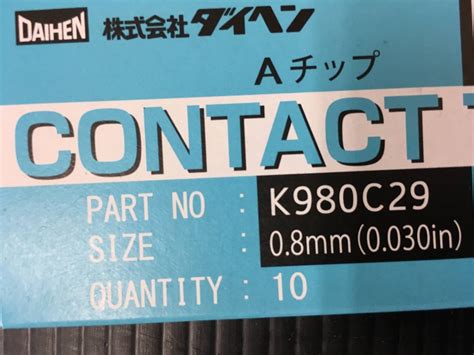 DAIHEN 株式会社ダイヘン
Aチップ
CONTACT T
PART NO : K980C29
SIZE : 0.8mm (0.030in)
QUANTITY : 10